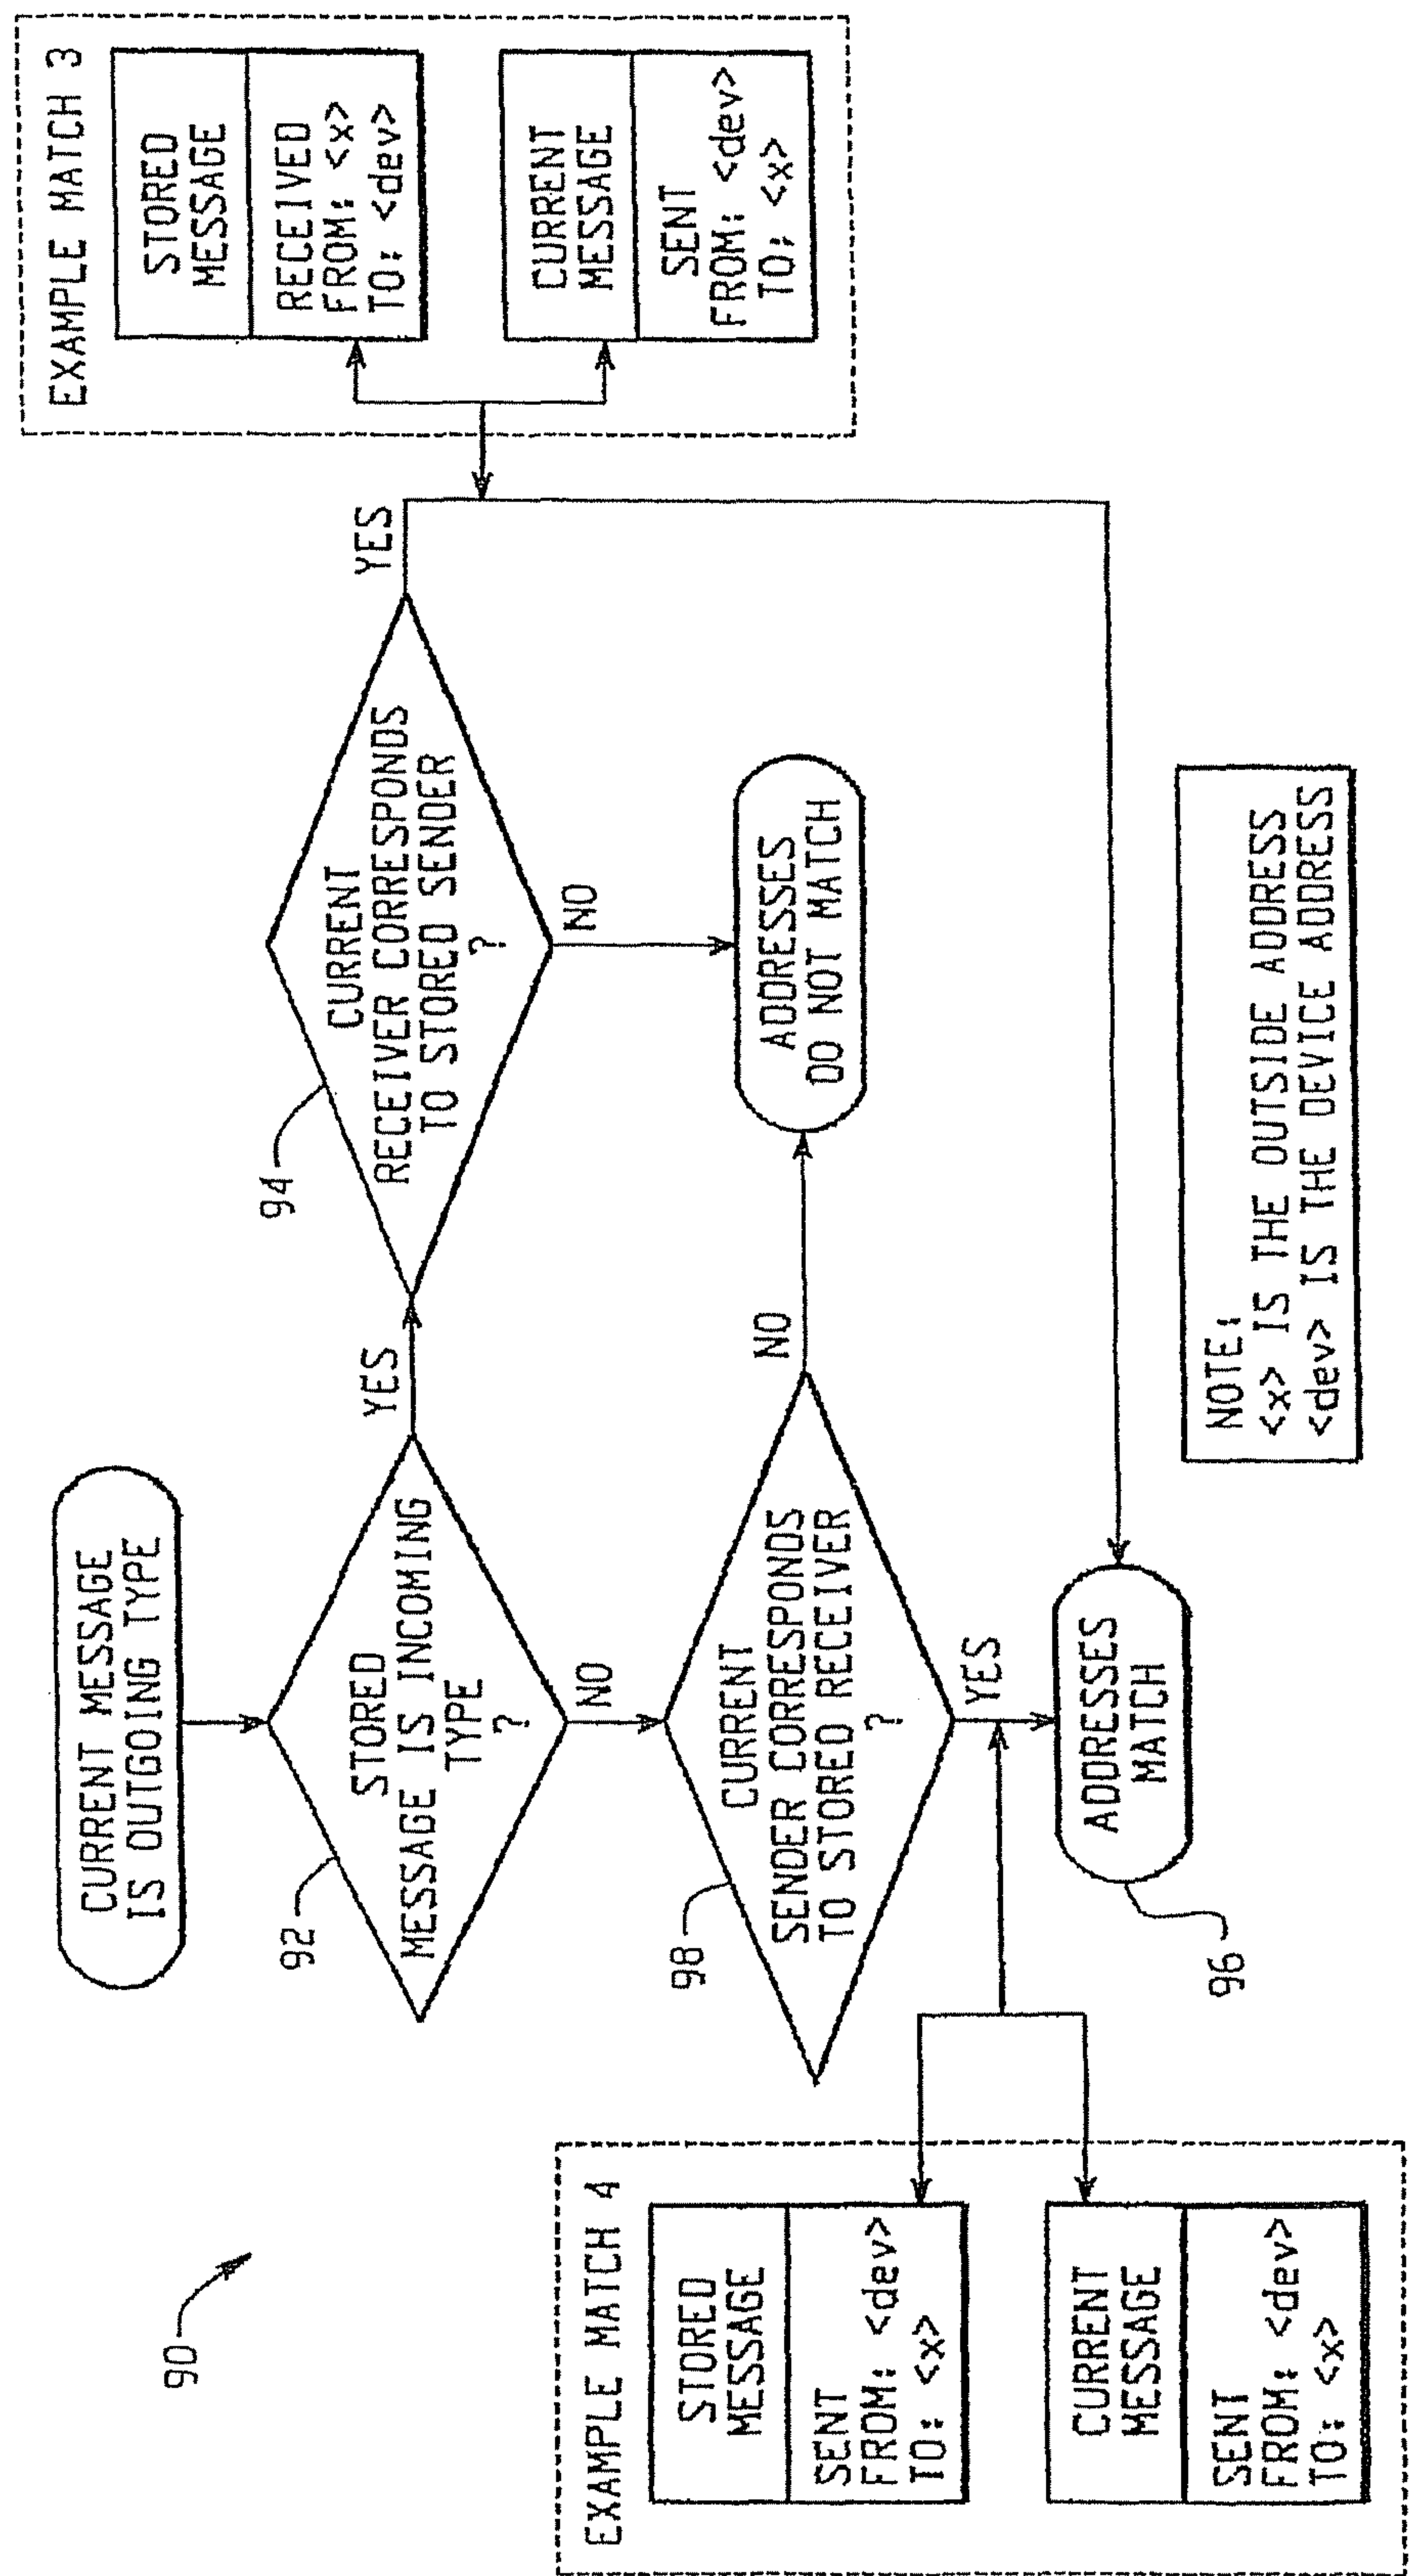 90
CURRENT MESSAGE
IS OUTGOING TYPE
92
STORED
MESSAGE IS INCOMING
TYPE
?
YES
NO
94
CURRENT
RECEIVER CORRESPONDS
TO STORED SENDER
?
YES
NO
EXAMPLE MATCH 3
STORED
MESSAGE
RECEIVED
FROM: <x>
TO: <dev>
CURRENT
MESSAGE
SENT
FROM: <dev>
TO: <x>
98
CURRENT
SENDER CORRESPONDS
TO STORED RECEIVER
?
NO
YES
ADDRESSES
DO NOT MATCH
EXAMPLE MATCH 4
STORED
MESSAGE
SENT
FROM: <dev>
TO: <x>
CURRENT
MESSAGE
SENT
FROM: <dev>
TO: <x>
ADDRESSES
MATCH
96
NOTE:
<x> IS THE OUTSIDE ADDRESS
<dev> IS THE DEVICE ADDRESS